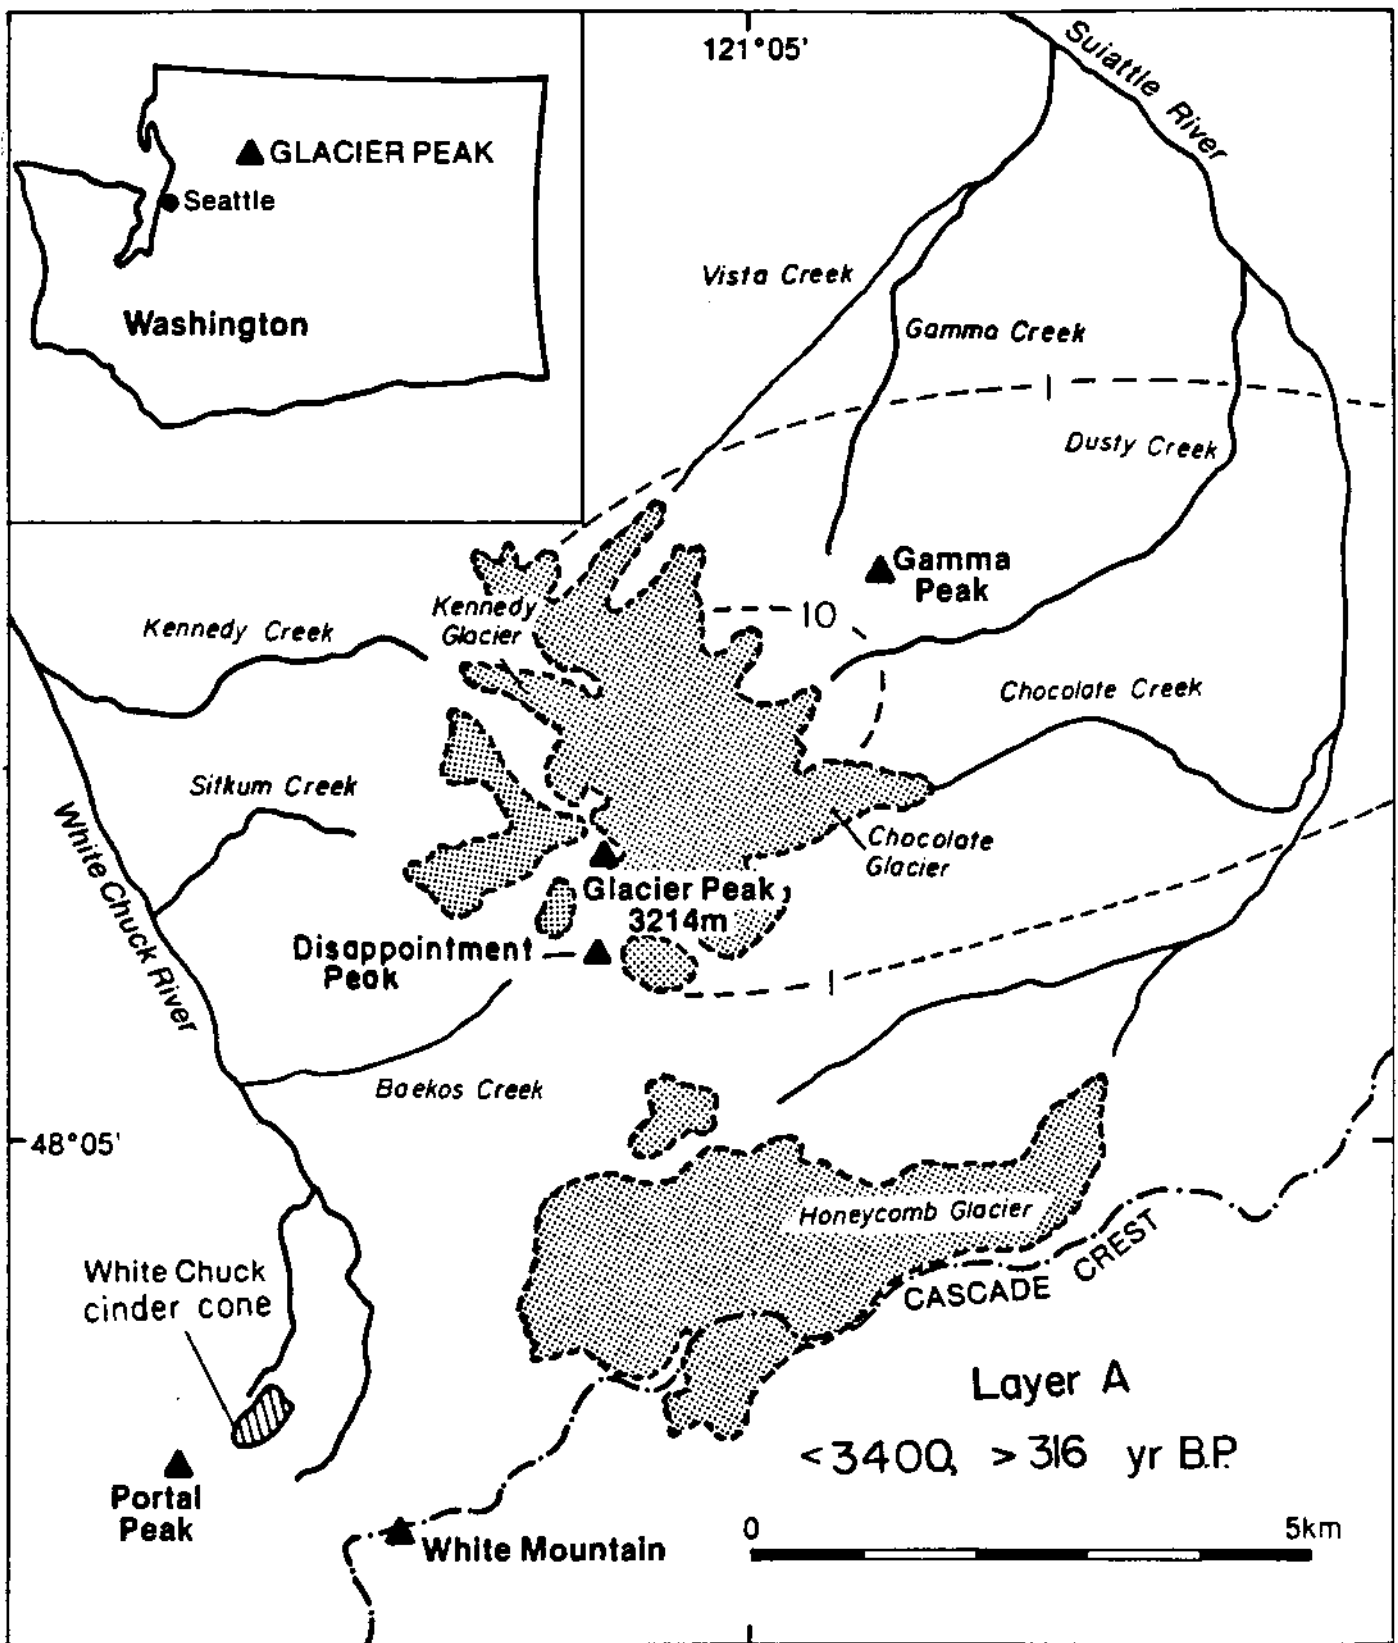 121°05'
Suiattle River
GLACIER PEAK
Seattle
Washington
Vista Creek
Gamma Creek
1
Dusty Creek
Gamma
Peak
Kennedy
Glacier
10
Kennedy Creek
Chocolate Creek
Sitkum Creek
White Chuck River
Chocolate
Glacier
Glacier Peak
3214m
Disappointment
Peak
1
Baekos Creek
48°05'
Honeycomb Glacier
CASCADE CREST
White Chuck
cinder cone
Layer A
<3400, >316 yr B.P.
Portal
Peak
White Mountain
0 5km